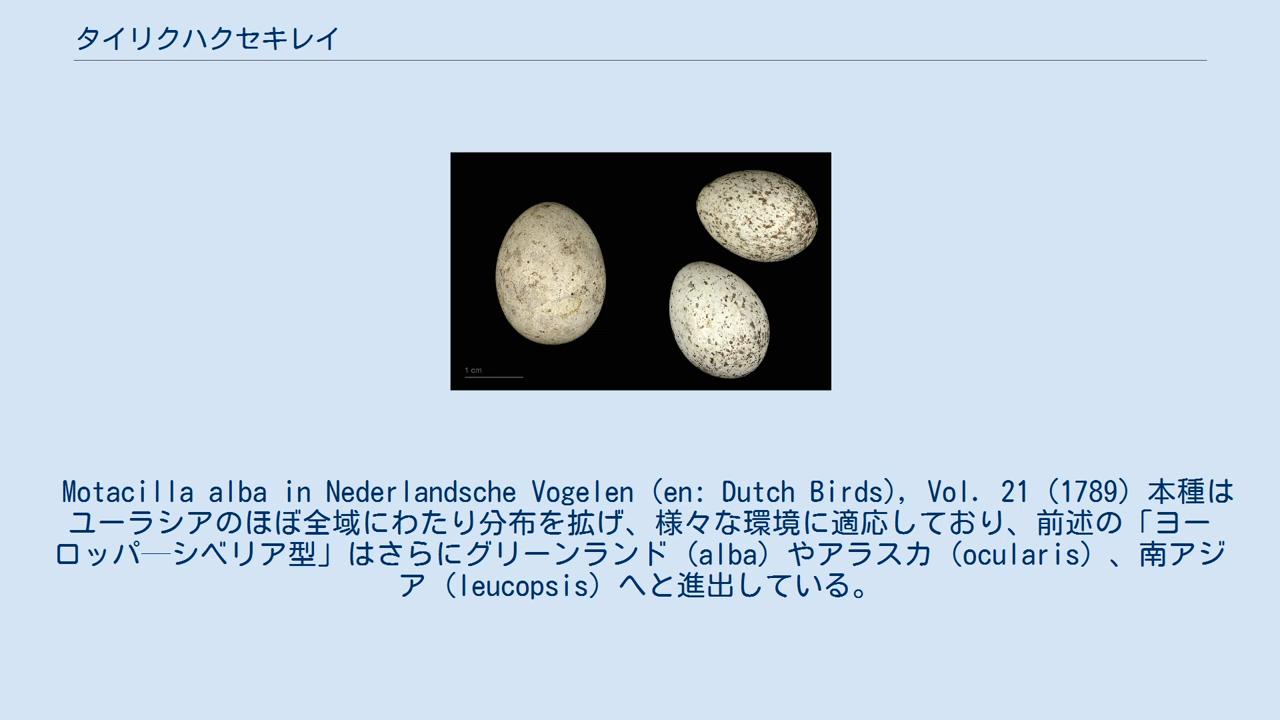 タイリクハクセキレイ
1 cm
Motacilla alba in Nederlandsche Vogelen (en: Dutch Birds), Vol. 21 (1789) 本種は
ユーラシアのほぼ全域にわたり分布を拡げ、様々な環境に適応しており、前述の「ヨー
ロッパ―シベリア型」はさらにグリーンランド（alba）やアラスカ（ocularis）、南アジ
ア（leucopsis）へと進出している。